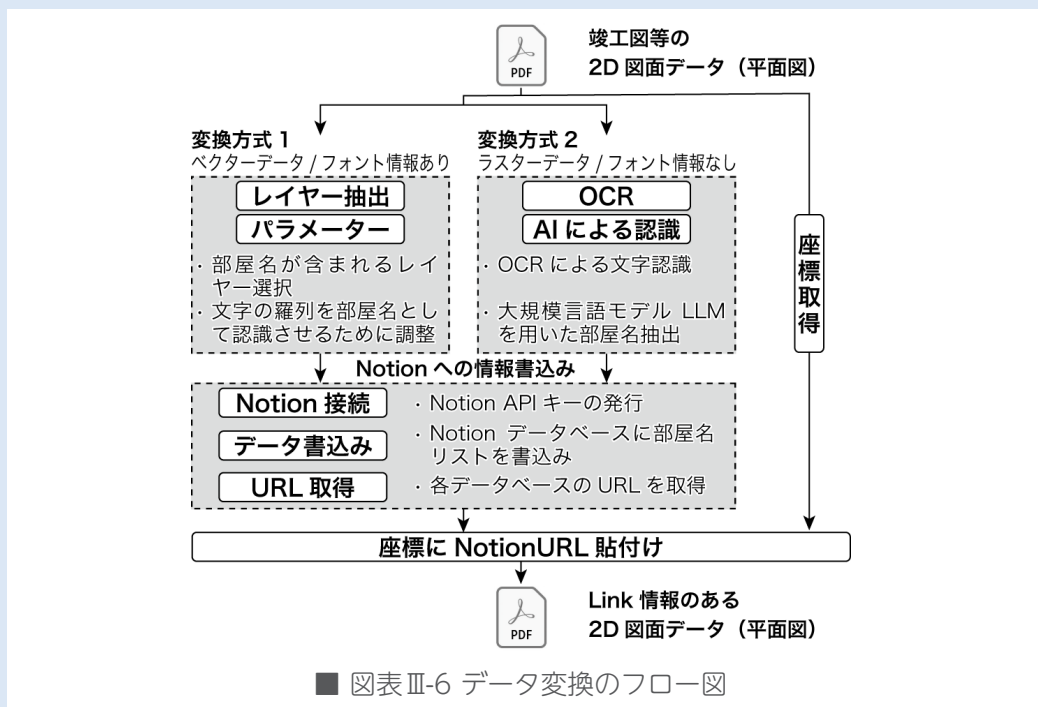 PDF
竣工図等の
2D 図面データ（平面図）
変換方式 1
ベクターデータ / フォント情報あり
レイヤー抽出
パラメーター
・部屋名が含まれるレイ
ヤー選択
・文字の羅列を部屋名とし
て認識させるために調整
変換方式 2
ラスターデータ / フォント情報なし
OCR
AI による認識
・OCR による文字認識
・大規模言語モデル LLM
を用いた部屋名抽出
座標取得
Notion への情報書込み
Notion 接続
・Notion API キーの発行
データ書込み
・Notion データベースに部屋名
リストを書込み
URL 取得
・各データベースの URL を取得
座標に NotionURL 貼付け
PDF
Link 情報のある
2D 図面データ（平面図）
■ 図表Ⅱ-6 データ変換のフロー図